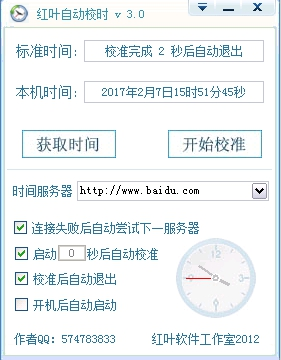 红叶自动校时 v 3.0
标准时间: 校准完成 2 秒后自动退出
本机时间: 2017年2月7日15时51分45秒
获取时间 开始校准
时间服务器 http://www.baidu.com
连接失败后自动尝试下一服务器
启动 0 秒后自动校准
校准后自动退出
开机后自动启动
作者QQ: 574783833 红叶软件工作室2012